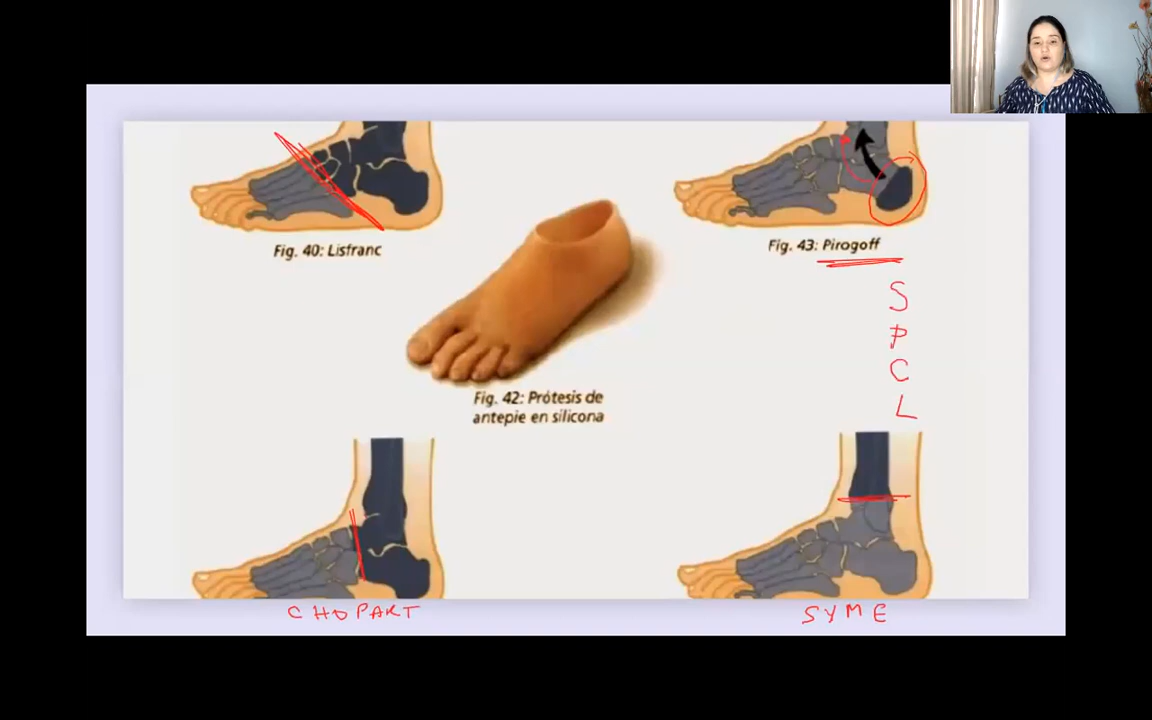 Fig. 40: Lisfranc
Fig. 43: Pirogoff
S
P
C
L
Fig. 42: Prótesis de
antepie en silicona
CHOPART
SYME